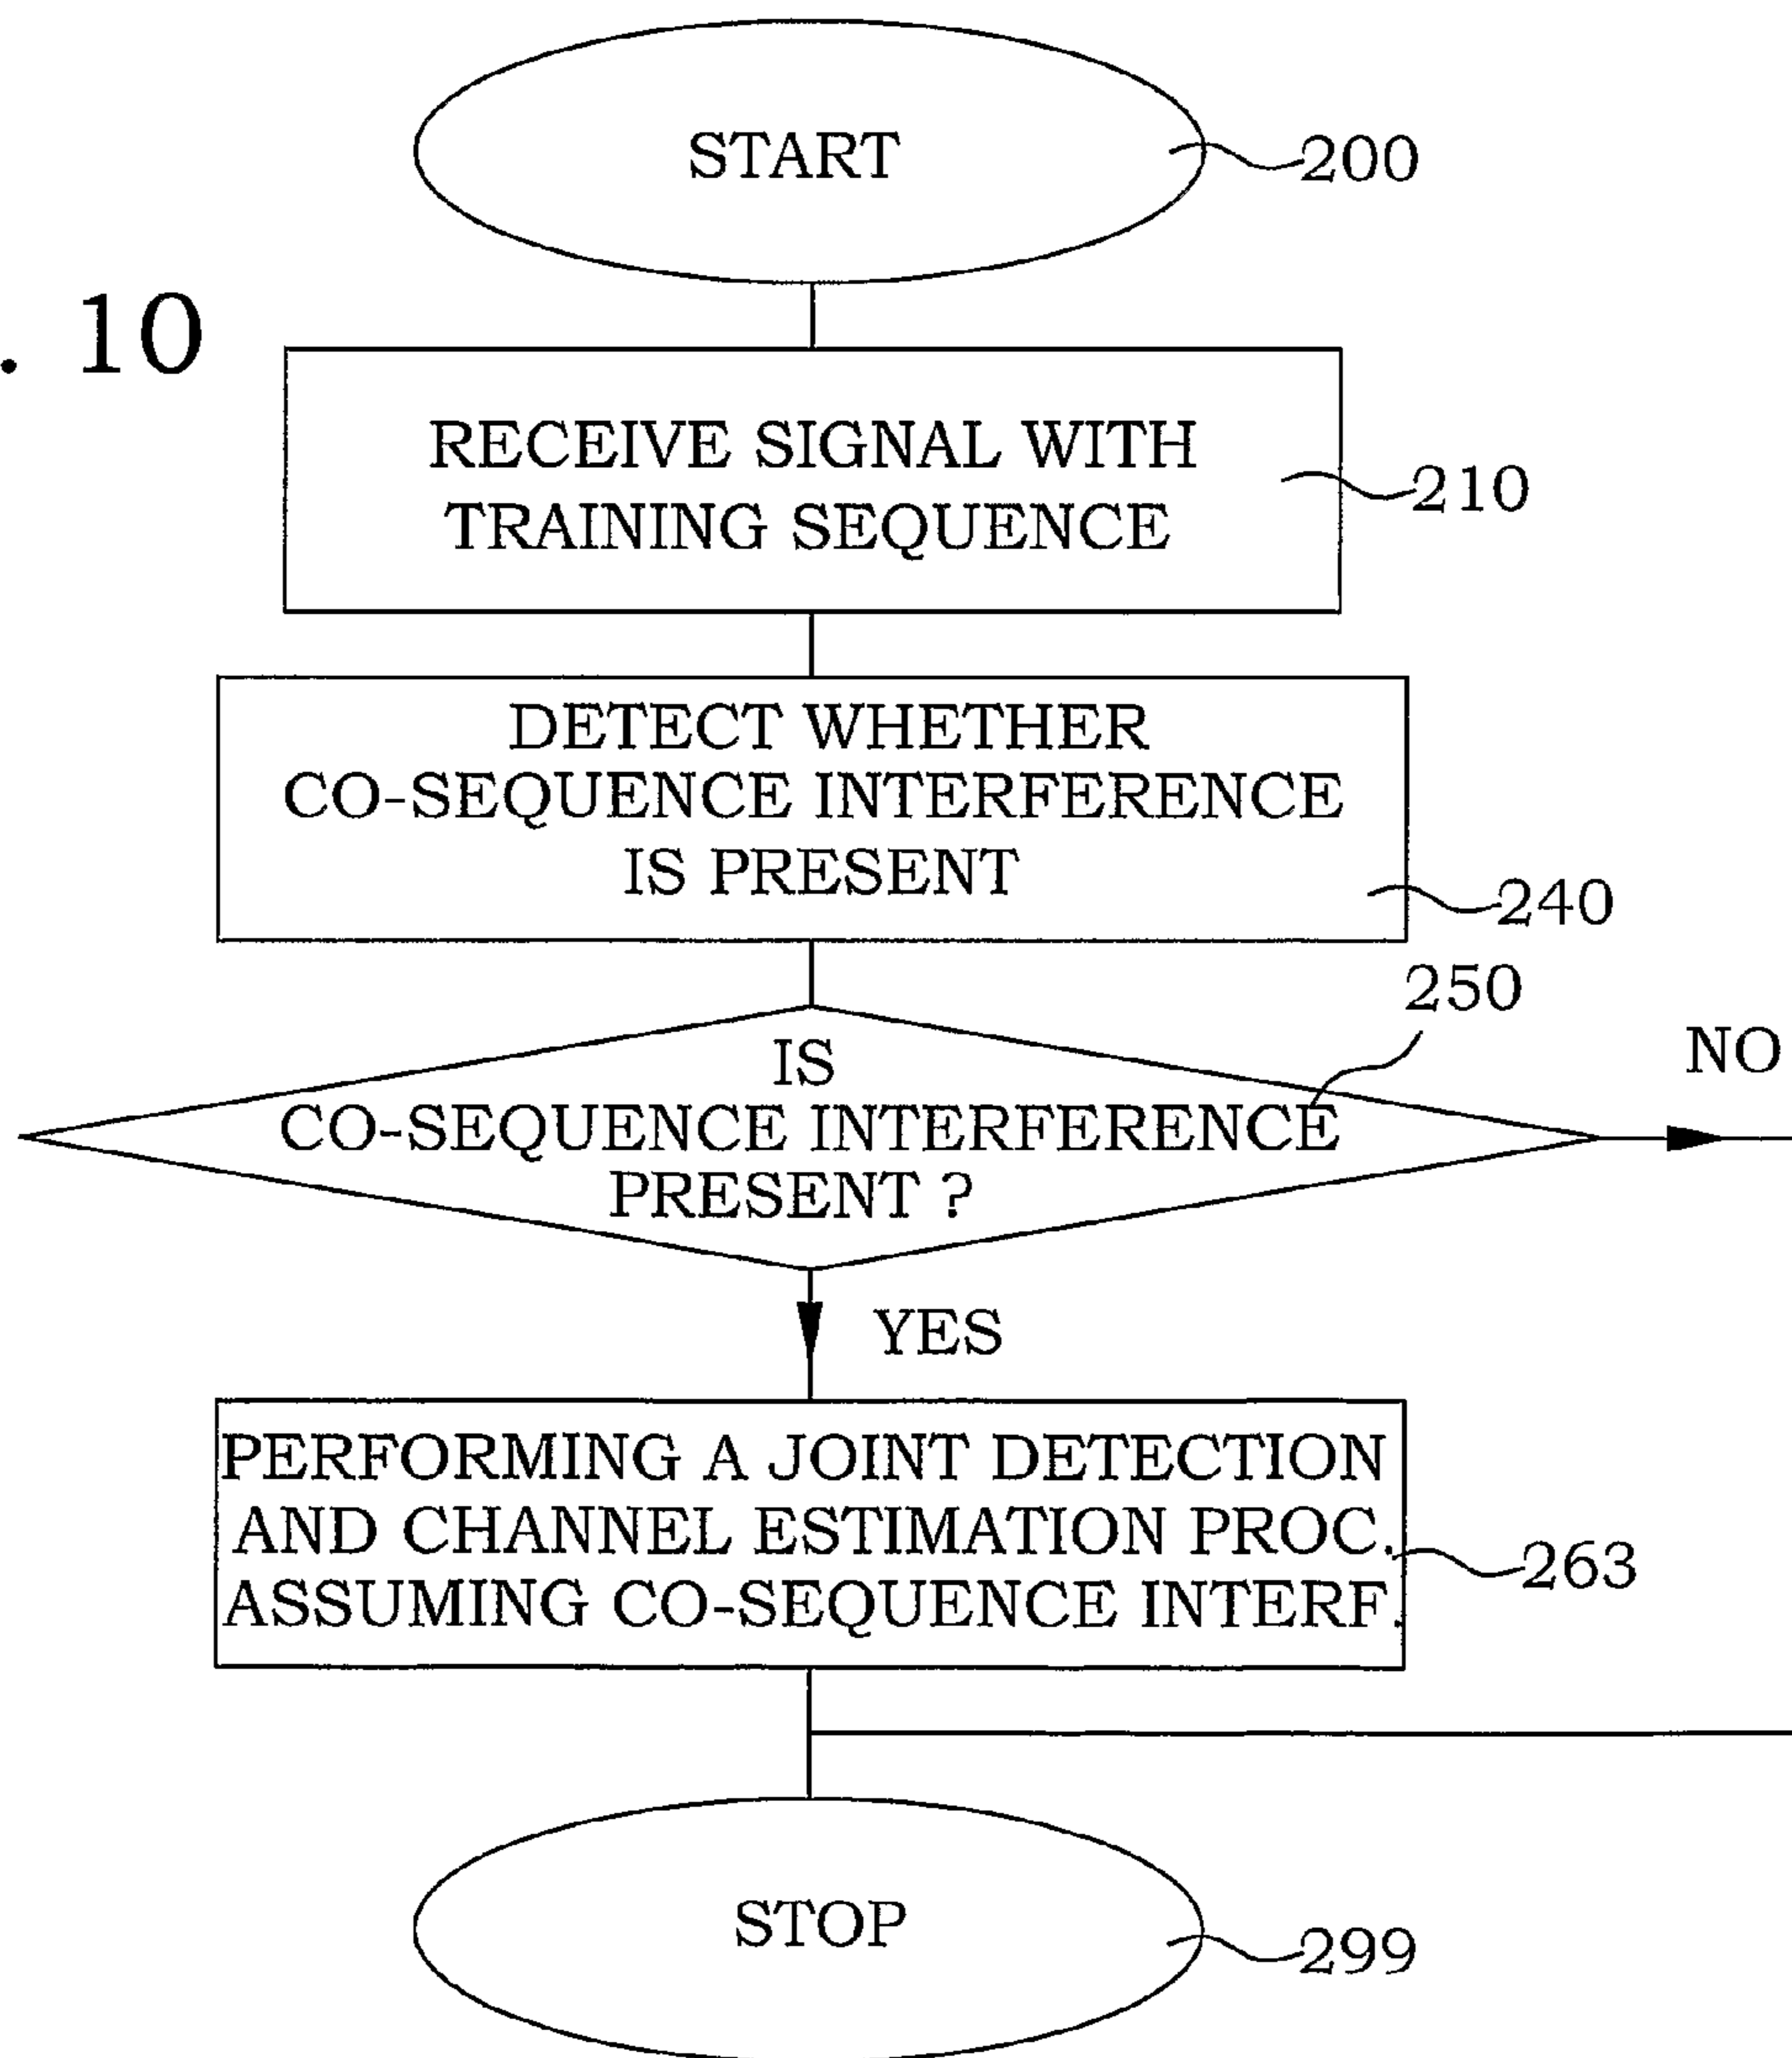 START
200
. 10
RECEIVE SIGNAL WITH
TRAINING SEQUENCE
210
DETECT WHETHER
CO-SEQUENCE INTERFERENCE
IS PRESENT
240
250
NO
IS
CO-SEQUENCE INTERFERENCE
PRESENT ?
YES
PERFORMING A JOINT DETECTION
AND CHANNEL ESTIMATION PROC.
ASSUMING CO-SEQUENCE INTERF.
263
STOP
299